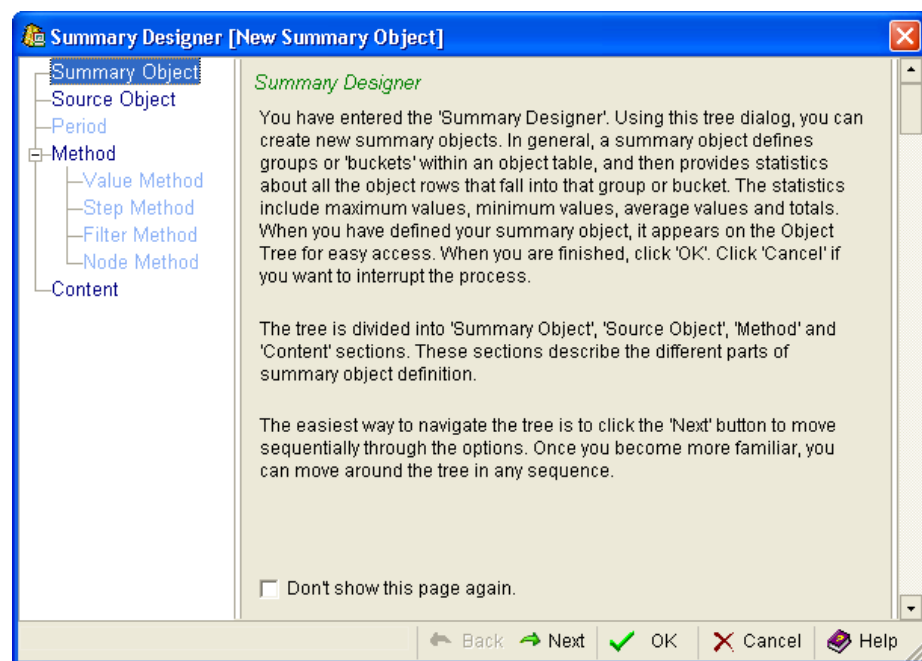 Summary Designer [New Summary Object]
Summary Object
Source Object
Period
Method
Value Method
Step Method
Filter Method
Node Method
Content
Summary Designer
You have entered the 'Summary Designer'. Using this tree dialog, you can
create new summary objects. In general, a summary object defines
groups or 'buckets' within an object table, and then provides statistics
about all the object rows that fall into that group or bucket. The statistics
include maximum values, minimum values, average values and totals.
When you have defined your summary object, it appears on the Object
Tree for easy access. When you are finished, click 'OK'. Click 'Cancel' if
you want to interrupt the process.
The tree is divided into 'Summary Object', 'Source Object', 'Method' and
'Content' sections. These sections describe the different parts of
summary object definition.
The easiest way to navigate the tree is to click the 'Next' button to move
sequentially through the options. Once you become more familiar, you
can move around the tree in any sequence.
Don't show this page again.
Back Next OK Cancel Help